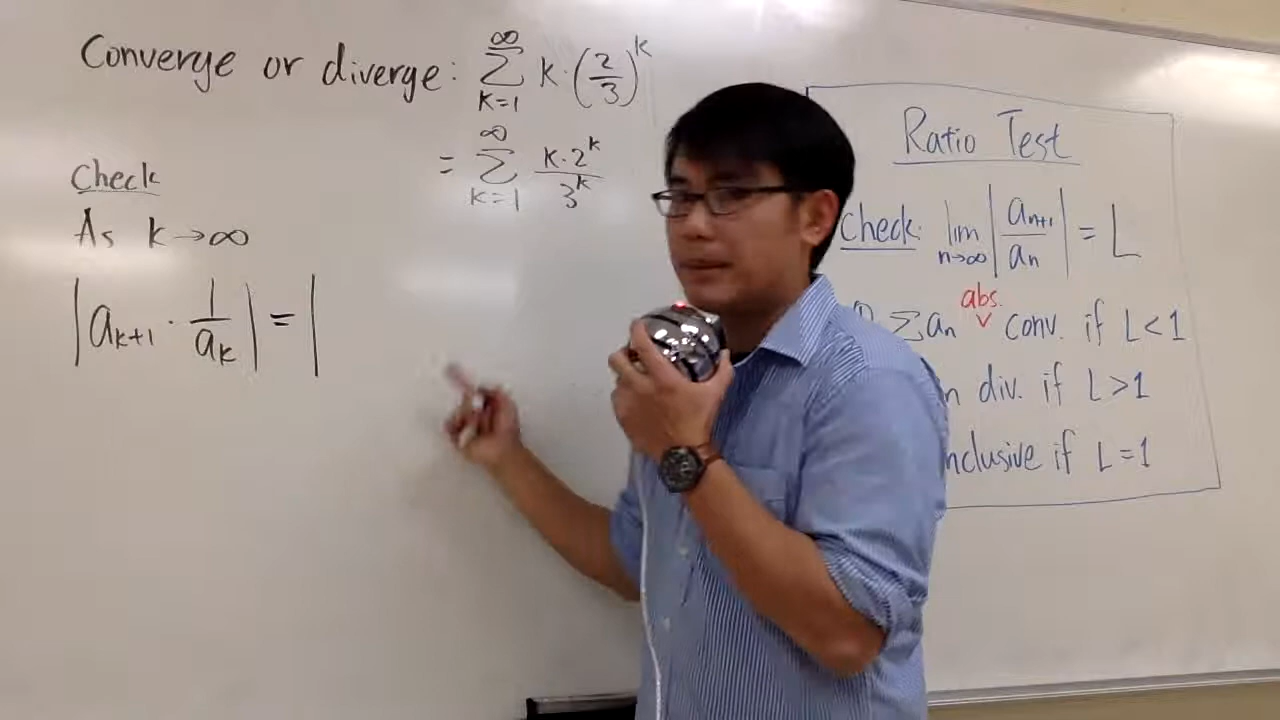 Converge or diverge: ∞ Σ k=1 k·(2/3)^k
= ∞ Σ k=1 k·2^k / 3^k
Check
As k→∞
|a_{k+1} · 1/a_k| = |
Ratio Test
Check: lim n→∞ |a_{n+1}/a_n| = L
Σ a_n abs. ∨ conv. if L < 1
n div. if L > 1
nclusive if L = 1